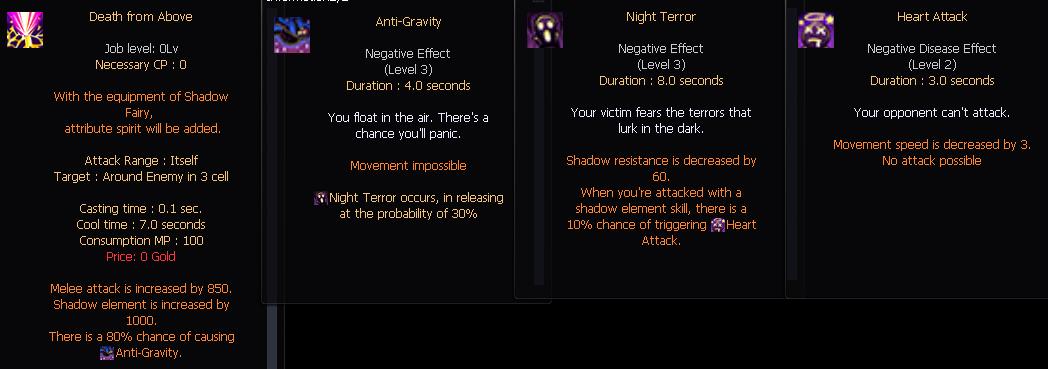 Death from Above
Job level: 0Lv
Necessary CP : 0
With the equipment of Shadow
Fairy,
attribute spirit will be added.
Attack Range : Itself
Target : Around Enemy in 3 cell
Casting time : 0.1 sec.
Cool time : 7.0 seconds
Consumption MP : 100
Price: 0 Gold
Melee attack is increased by 850.
Shadow element is increased by
1000.
There is a 80% chance of causing
Anti-Gravity.
Anti-Gravity
Negative Effect
(Level 3)
Duration : 4.0 seconds
You float in the air. There's a
chance you'll panic.
Movement impossible
Night Terror occurs, in releasing
at the probability of 30%
Night Terror
Negative Effect
(Level 3)
Duration : 8.0 seconds
Your victim fears the terrors that
lurk in the dark.
Shadow resistance is decreased by
60.
When you're attacked with a
shadow element skill, there is a
10% chance of triggering Heart
Attack.
Heart Attack
Negative Disease Effect
(Level 2)
Duration : 3.0 seconds
Your opponent can't attack.
Movement speed is decreased by 3.
No attack possible